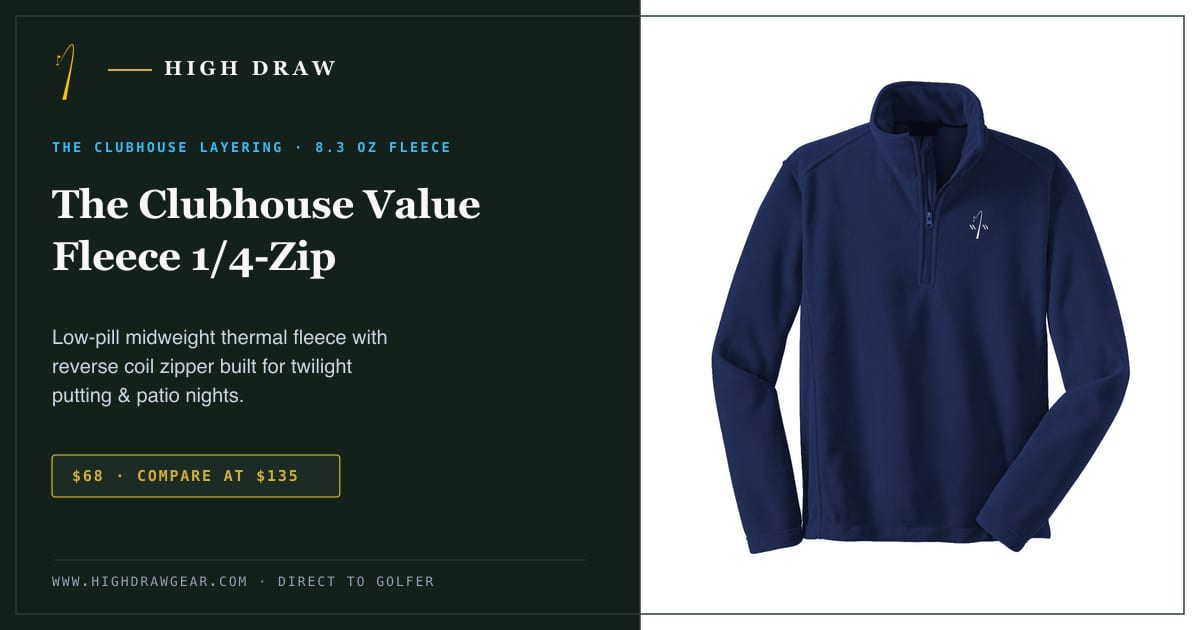 HIGH DRAW
THE CLUBHOUSE LAYERING · 8.3 OZ FLEECE
The Clubhouse Value
Fleece 1/4-Zip
Low-pill midweight thermal fleece with
reverse coil zipper built for twilight
putting & patio nights.
$68 · COMPARE AT $135
WWW.HIGHDRAWGEAR.COM · DIRECT TO GOLFER